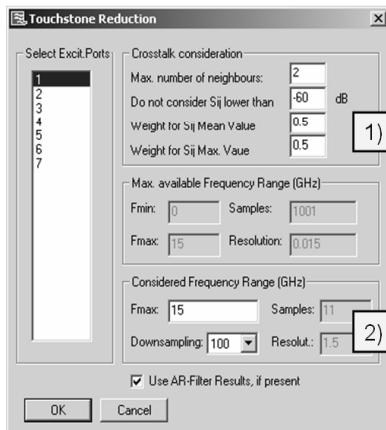 Touchstone Reduction
Select Excit.Ports
1
2
3
4
5
6
7
Crosstalk consideration
Max. number of neighbours: 2
Do not consider Sij lower than -60 dB
Weight for Sij Mean Value 0.5
Weight for Sij Max. Vaue 0.5
1)
Max. available Frequency Range (GHz)
Fmin: 0 Samples: 1001
Fmax: 15 Resolution: 0.015
Considered Frequency Range (GHz)
Fmax: 15 Samples: 11
Downsampling: 100 Resolut.: 1.5
2)
Use AR-Filter Results, if present
OK Cancel